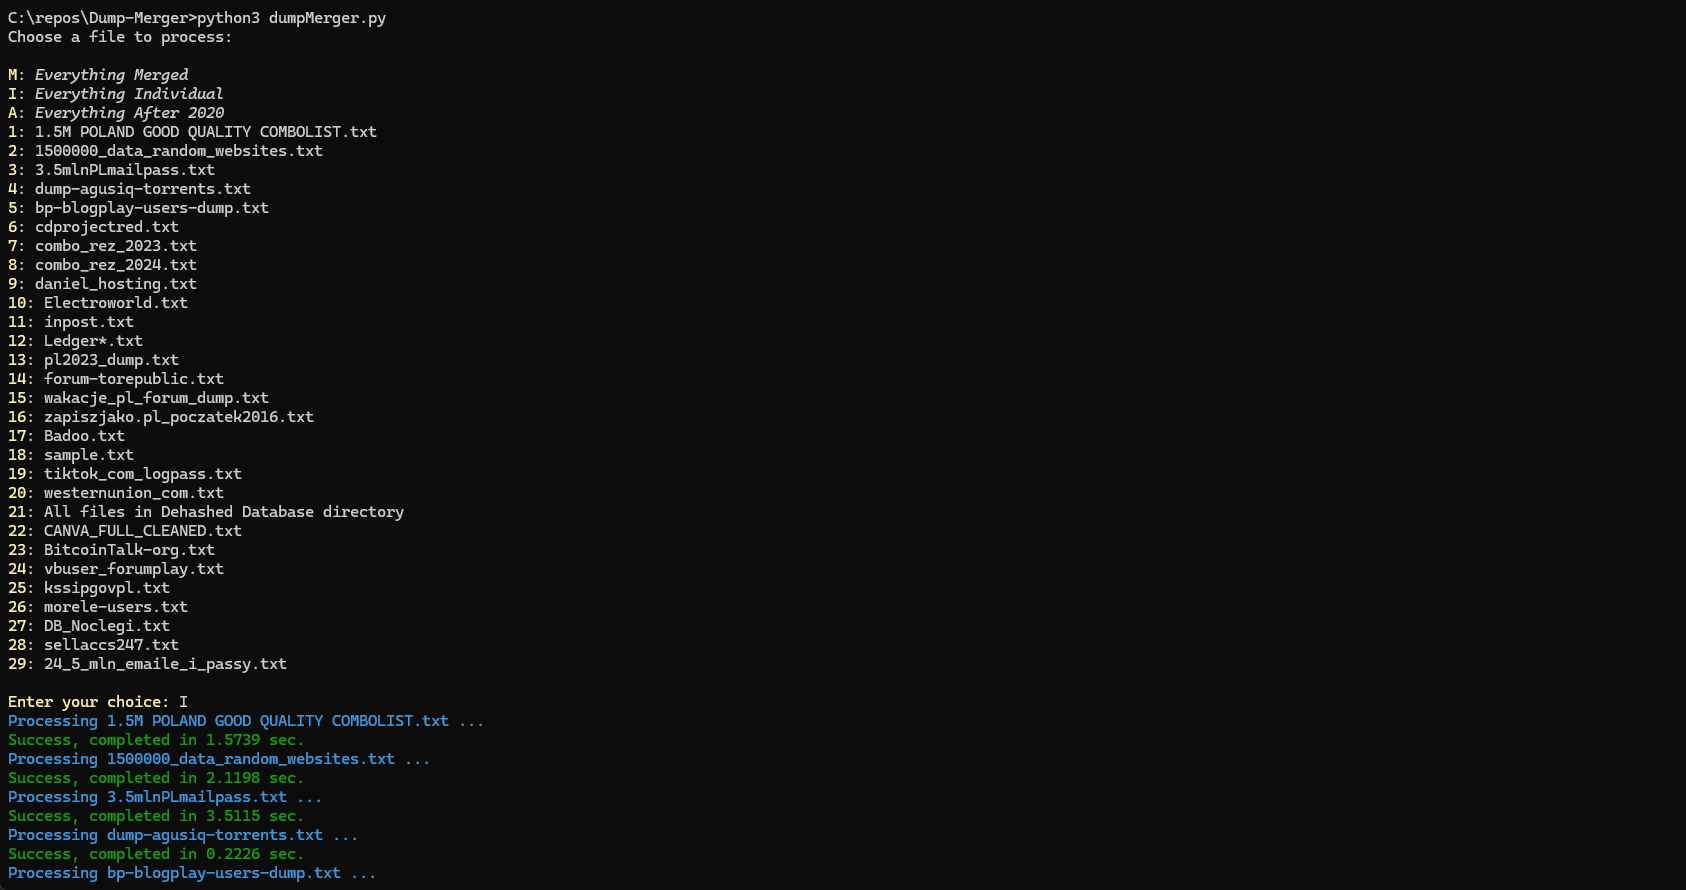 C:\repos\Dump-Merger>python3 dumpMerger.py
Choose a file to process:
M: Everything Merged
I: Everything Individual
A: Everything After 2020
1: 1.5M POLAND GOOD QUALITY COMBOLIST.txt
2: 1500000_data_random_websites.txt
3: 3.5mlnPLmailpass.txt
4: dump-agusiq-torrents.txt
5: bp-blogplay-users-dump.txt
6: cdprojectred.txt
7: combo_rez_2023.txt
8: combo_rez_2024.txt
9: daniel_hosting.txt
10: Electroworld.txt
11: inpost.txt
12: Ledger*.txt
13: pl2023_dump.txt
14: forum-torepublic.txt
15: wakacje_pl_forum_dump.txt
16: zapiszjako.pl_poczatek2016.txt
17: Badoo.txt
18: sample.txt
19: tiktok_com_logpass.txt
20: westernunion_com.txt
21: All files in Dehashed Database directory
22: CANVA_FULL_CLEANED.txt
23: BitcoinTalk-org.txt
24: vbuser_forumplay.txt
25: kssipgovpl.txt
26: morele-users.txt
27: DB_Noclegi.txt
28: sellaccs247.txt
29: 24_5_mln_emaile_i_passy.txt
Enter your choice: I
Processing 1.5M POLAND GOOD QUALITY COMBOLIST.txt ...
Success, completed in 1.5739 sec.
Processing 1500000_data_random_websites.txt ...
Success, completed in 2.1198 sec.
Processing 3.5mlnPLmailpass.txt ...
Success, completed in 3.5115 sec.
Processing dump-agusiq-torrents.txt ...
Success, completed in 0.2226 sec.
Processing bp-blogplay-users-dump.txt ...